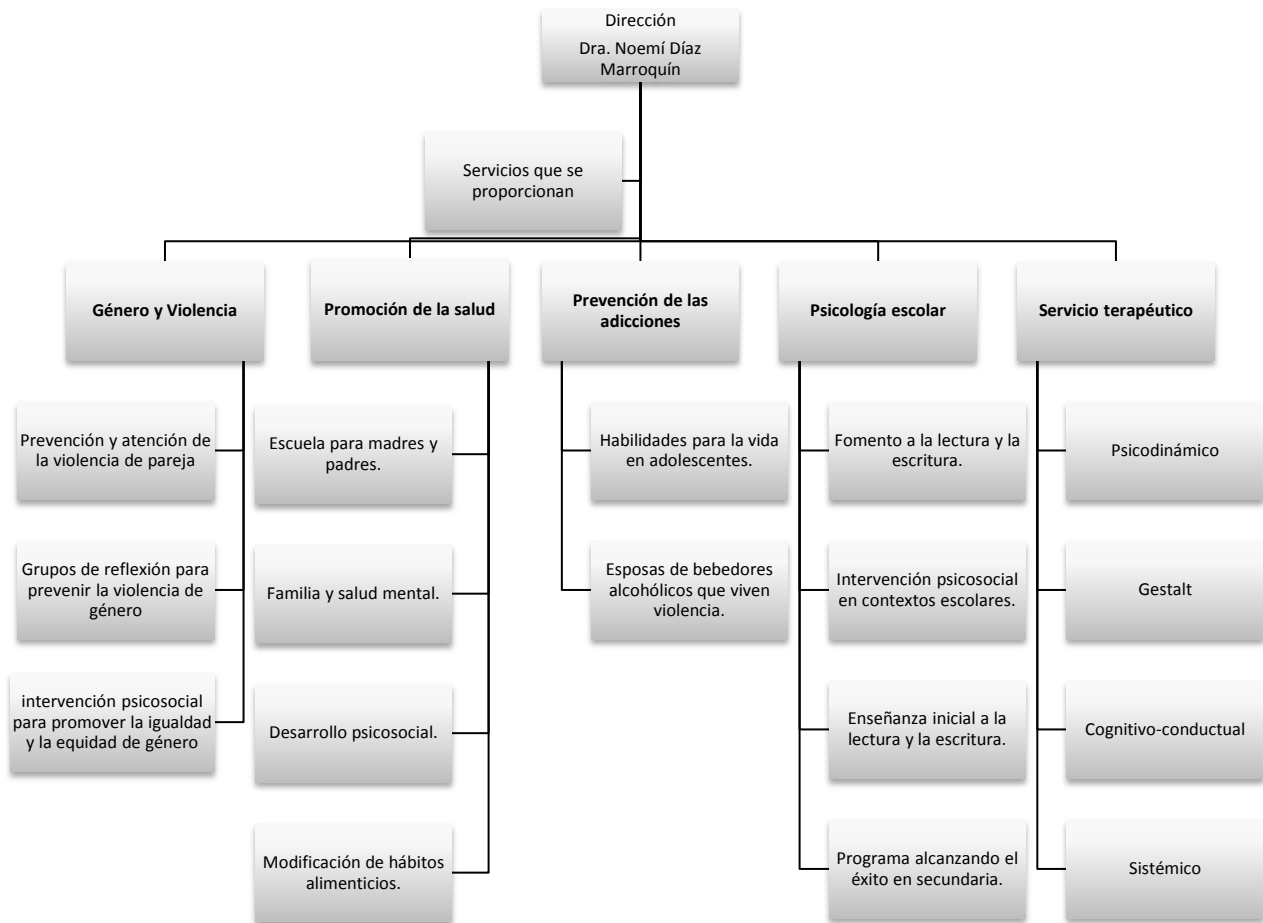 Dirección
Dra. Noemí Díaz
Marroquín
Servicios que se
proporcionan
Género y Violencia
Prevención y atención de
la violencia de pareja
Grupos de reflexión para
prevenir la violencia de
género
intervención psicosocial
para promover la igualdad
y la equidad de género
Promoción de la salud
Escuela para madres y
padres.
Familia y salud mental.
Desarrollo psicosocial.
Modificación de hábitos
alimenticios.
Prevención de las
adicciones
Habilidades para la vida
en adolescentes.
Esposas de bebedores
alcohólicos que viven
violencia.
Psicología escolar
Fomento a la lectura y la
escritura.
Intervención psicosocial
en contextos escolares.
Enseñanza inicial a la
lectura y la escritura.
Programa alcanzando el
éxito en secundaria.
Servicio terapéutico
Psicodinámico
Gestalt
Cognitivo-conductual
Sistémico